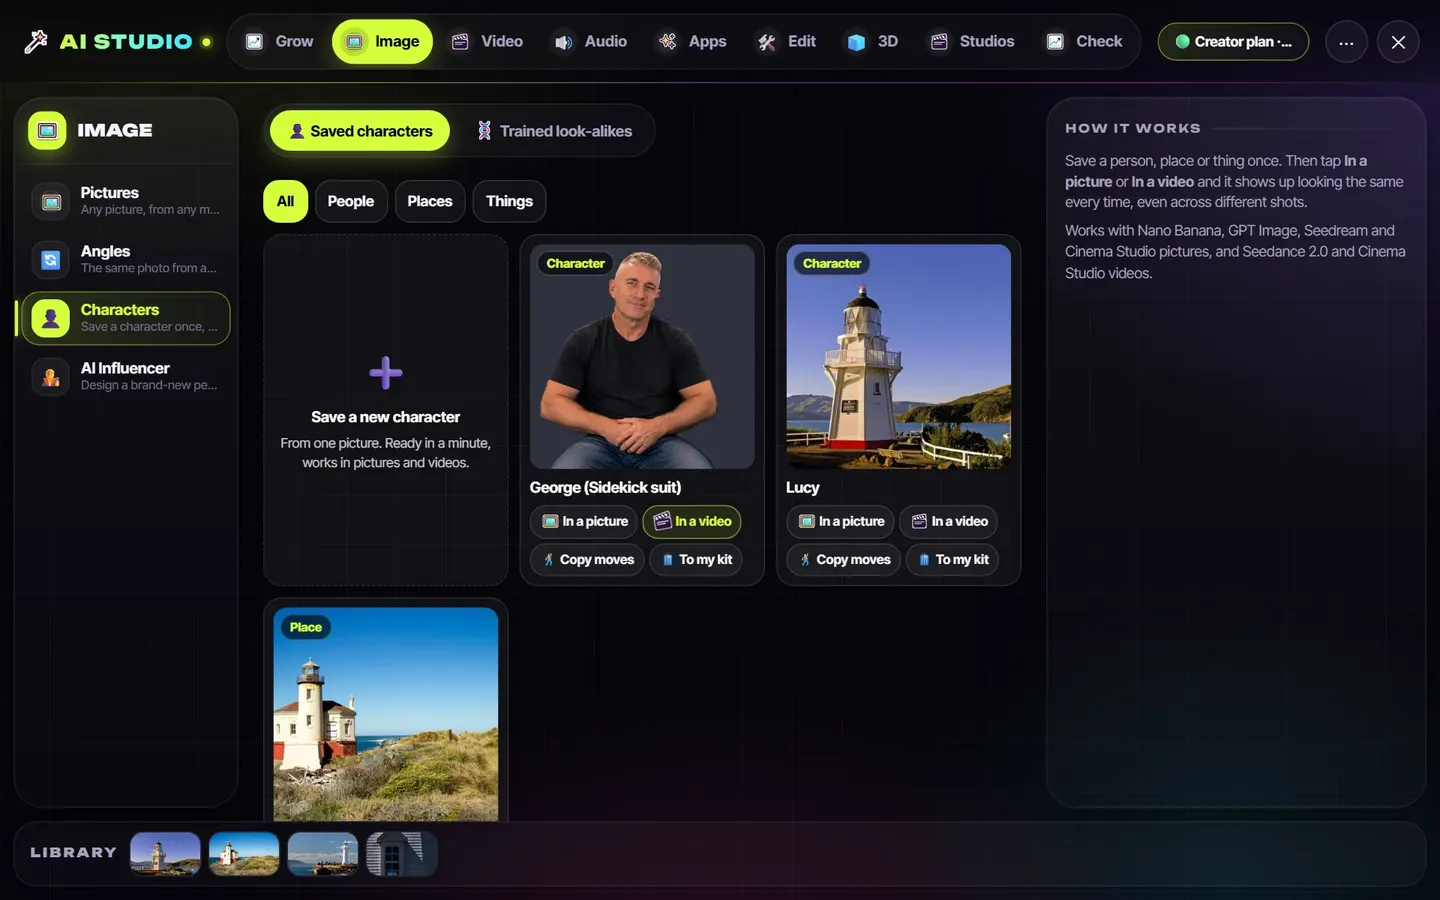 AI STUDIO
Grow
Image
Video
Audio
Apps
Edit
3D
Studios
Check
Creator plan ·...
...
IMAGE
Pictures
Any picture, from any m...
Angles
The same photo from a...
Characters
Save a character once, ...
AI Influencer
Design a brand-new pe...
Saved characters
Trained look-alikes
All
People
Places
Things
Save a new character
From one picture. Ready in a minute,
works in pictures and videos.
Character
George (Sidekick suit)
In a picture
In a video
Copy moves
To my kit
Character
Lucy
In a picture
In a video
Copy moves
To my kit
Place
HOW IT WORKS
Save a person, place or thing once. Then tap In a
picture or In a video and it shows up looking the same
every time, even across different shots.
Works with Nano Banana, GPT Image, Seedream and
Cinema Studio pictures, and Seedance 2.0 and Cinema
Studio videos.
LIBRARY